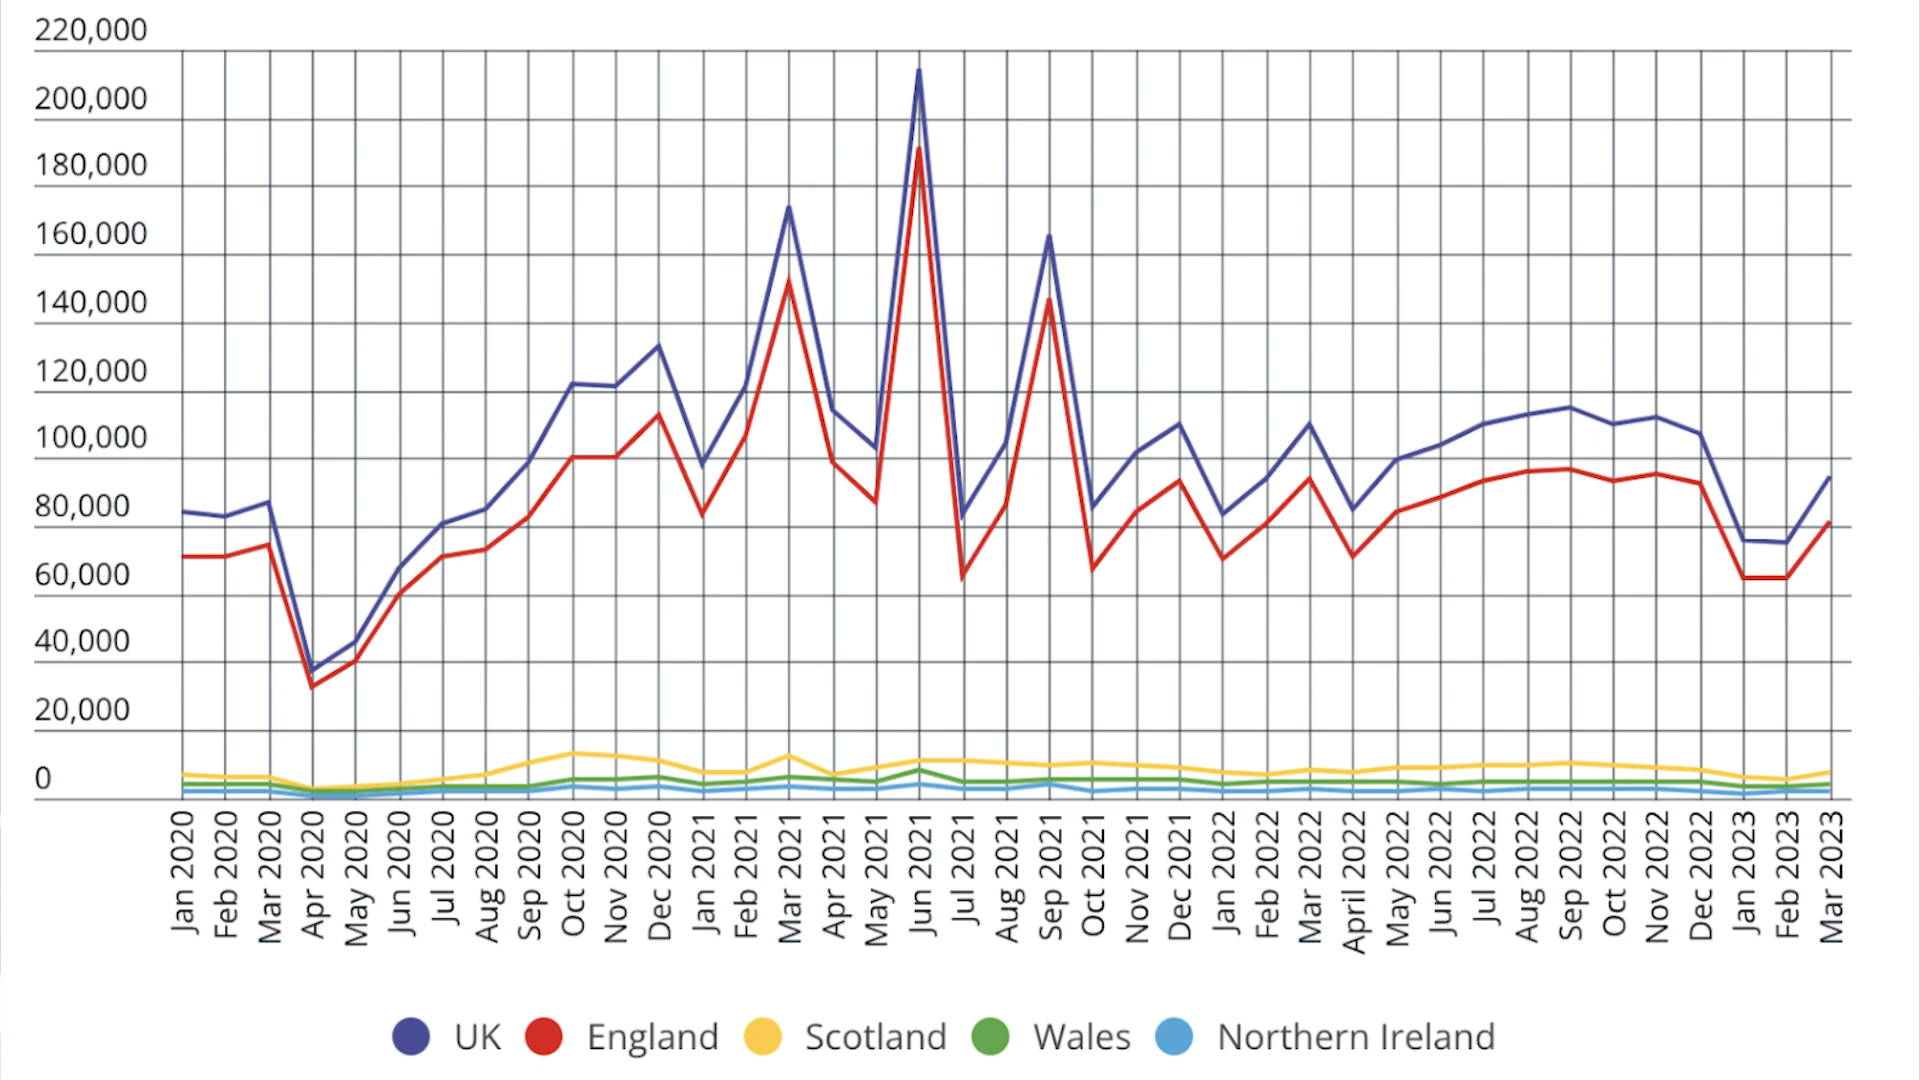 220,000
200,000
180,000
160,000
140,000
120,000
100,000
80,000
60,000
40,000
20,000
0
Jan 2020
Feb 2020
Mar 2020
Apr 2020
May 2020
Jun 2020
Jul 2020
Aug 2020
Sep 2020
Oct 2020
Nov 2020
Dec 2020
Jan 2021
Feb 2021
Mar 2021
Apr 2021
May 2021
Jun 2021
Jul 2021
Aug 2021
Sep 2021
Oct 2021
Nov 2021
Dec 2021
Jan 2022
Feb 2022
Mar 2022
April 2022
May 2022
Jun 2022
Jul 2022
Aug 2022
Sep 2022
Oct 2022
Nov 2022
Dec 2022
Jan 2023
Feb 2023
Mar 2023
UK England Scotland Wales Northern Ireland